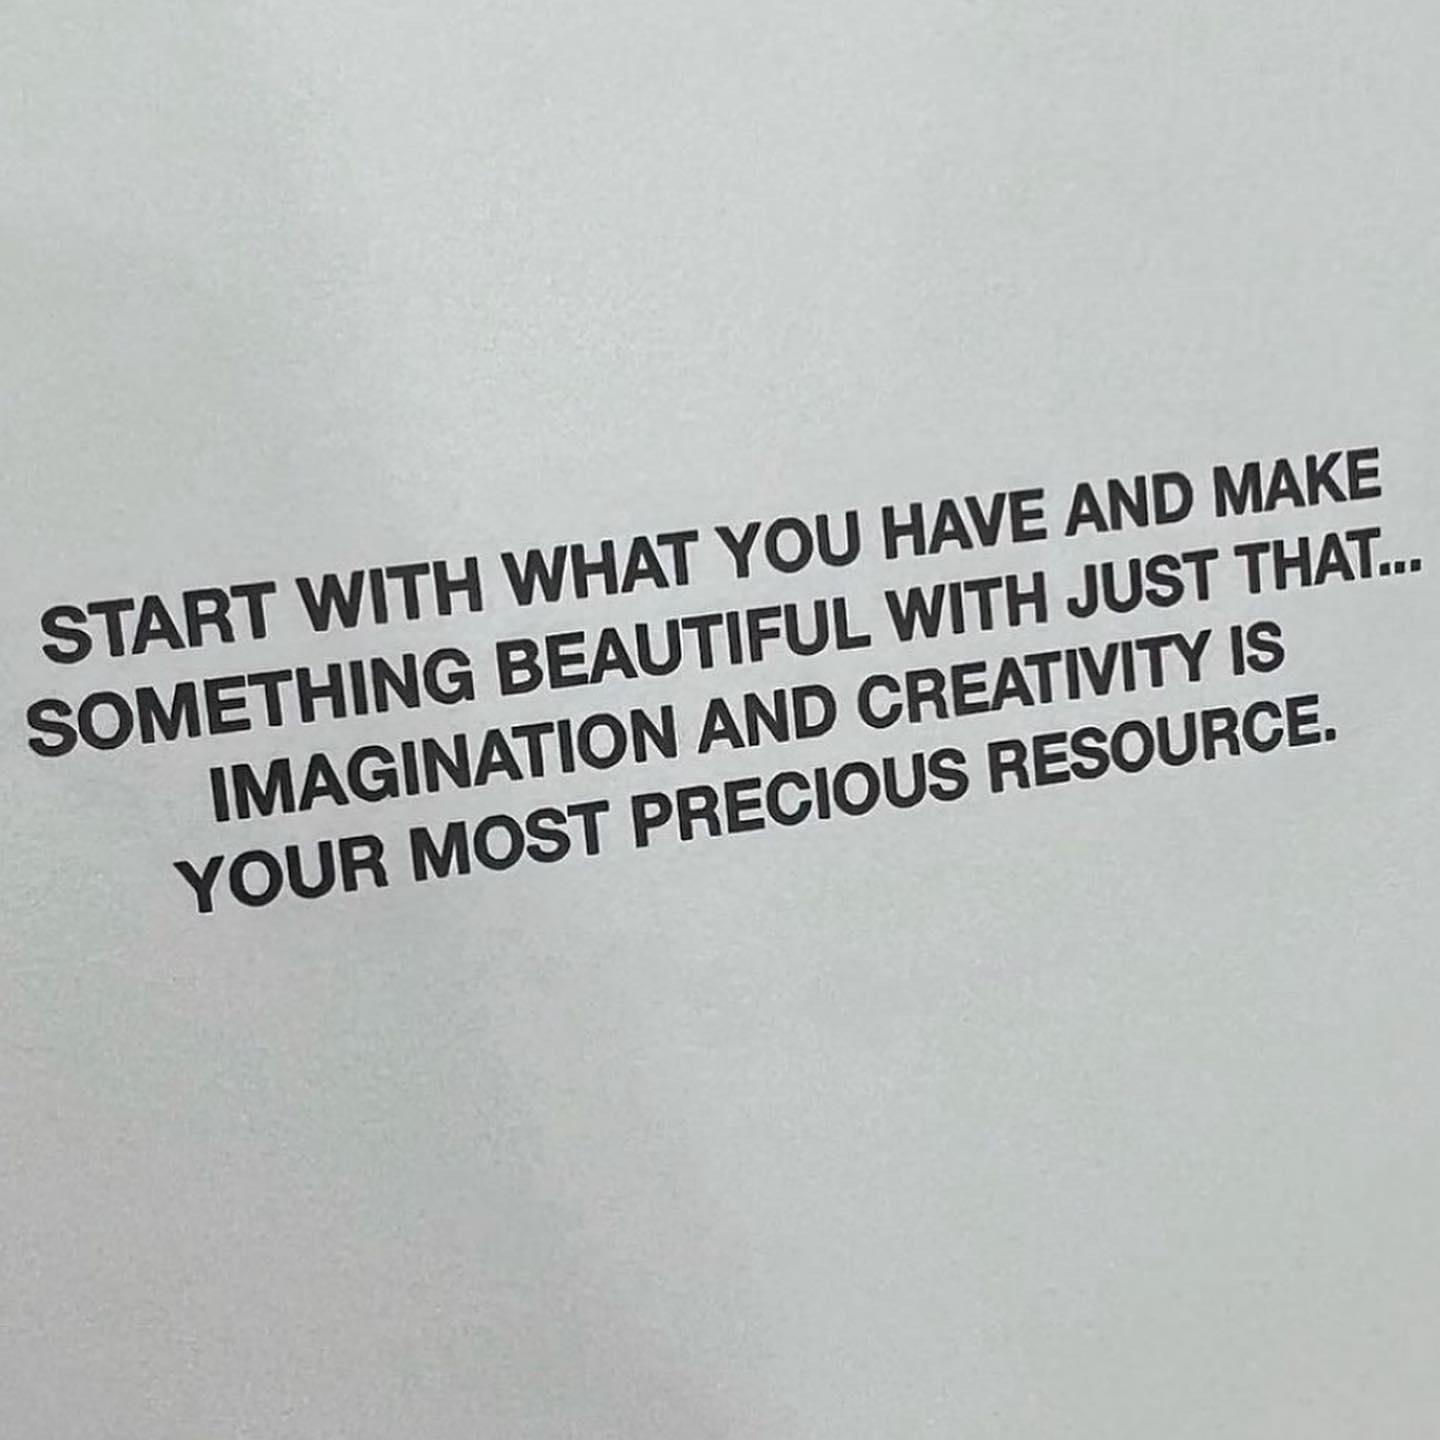 START WITH WHAT YOU HAVE AND MAKE
SOMETHING BEAUTIFUL WITH JUST THAT...
IMAGINATION AND CREATIVITY IS
YOUR MOST PRECIOUS RESOURCE.